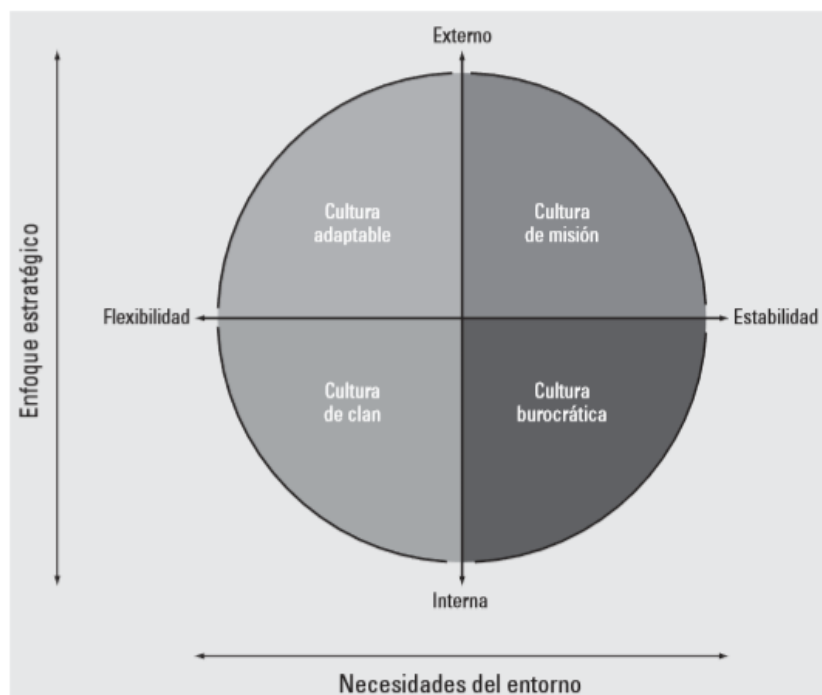 Externo
Enfoque estratégico
Cultura
adaptable
Cultura
de misión
Flexibilidad
Estabilidad
Cultura
de clan
Cultura
burocrática
Interna
Necesidades del entorno